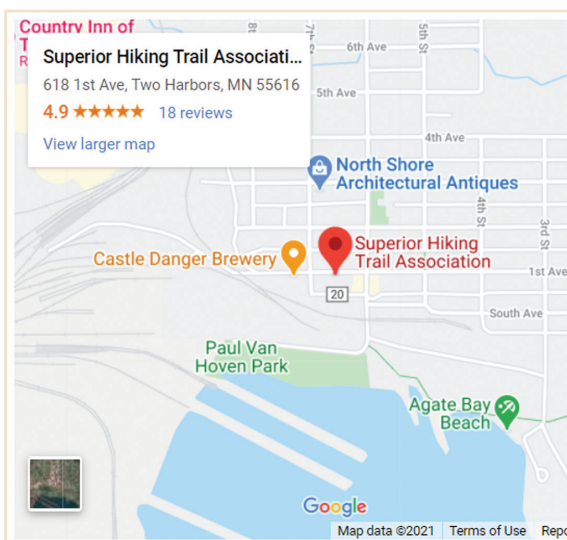 Country Inn of
T
R
Superior Hiking Trail Associati...
618 1st Ave, Two Harbors, MN 55616
4.9 ★★★★★ 18 reviews
View larger map
8t
7th
5th St
6th Ave
5th Ave
4th Ave
North Shore
Architectural Antiques
4th St
3rd St
Castle Danger Brewery
Superior Hiking
Trail Association
1st Ave
20
South Ave
Paul Van
Hoven Park
Agate Bay
Beach
Google
Map data ©2021 Terms of Use Repo